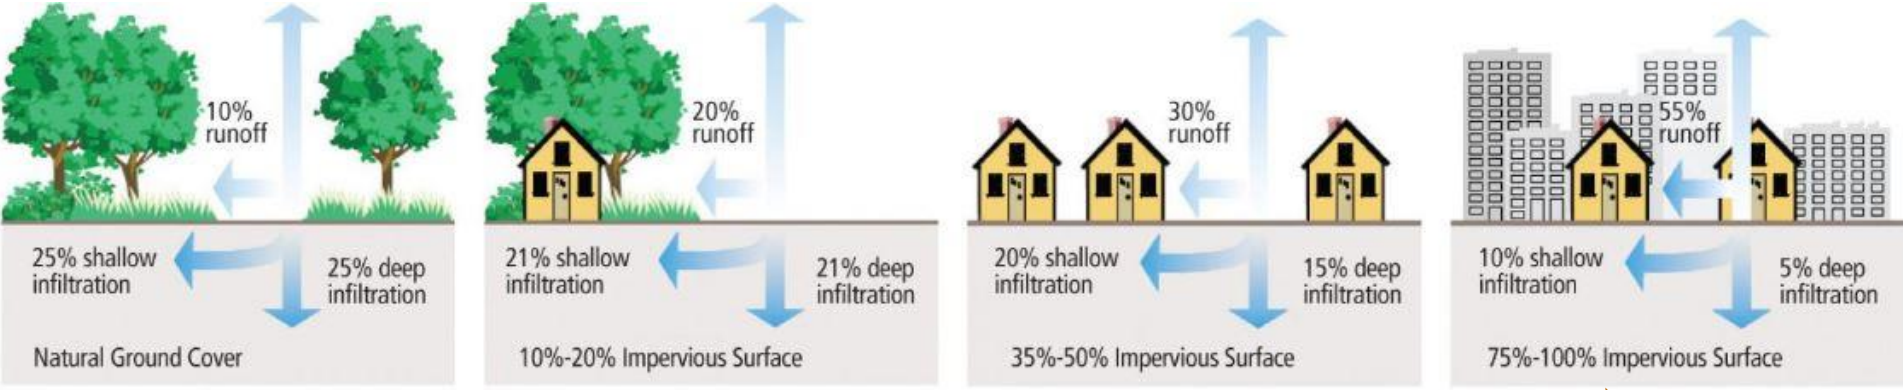 10%
runoff
25% shallow
infiltration
25% deep
infiltration
Natural Ground Cover
20%
runoff
21% shallow
infiltration
21% deep
infiltration
10%-20% Impervious Surface
30%
runoff
20% shallow
infiltration
15% deep
infiltration
35%-50% Impervious Surface
55%
runoff
10% shallow
infiltration
5% deep
infiltration
75%-100% Impervious Surface